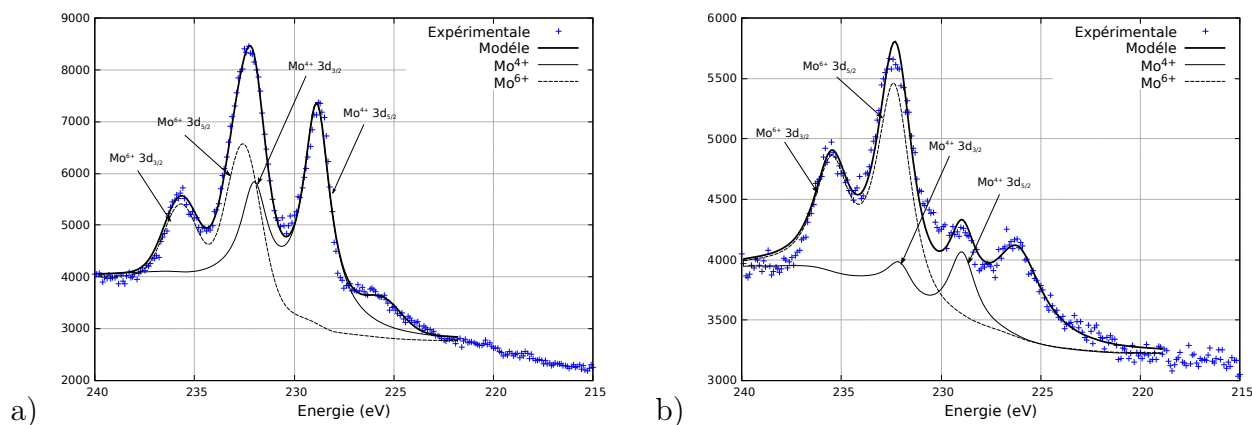 9000
8000
7000
6000
5000
4000
3000
2000
240
235
230
225
220
215
Energie (eV)
Expérimentale
Modéle
Mo⁴⁺
Mo⁶⁺
Mo⁴⁺ 3d₃/₂
Mo⁶⁺ 3d₅/₂
Mo⁴⁺ 3d₅/₂
Mo⁶⁺ 3d₃/₂
a)
6000
5500
5000
4500
4000
3500
3000
240
235
230
225
220
215
Energie (eV)
Expérimentale
Modéle
Mo⁴⁺
Mo⁶⁺
Mo⁶⁺ 3d₅/₂
Mo⁶⁺ 3d₃/₂
Mo⁴⁺ 3d₃/₂
Mo⁴⁺ 3d₅/₂
b)